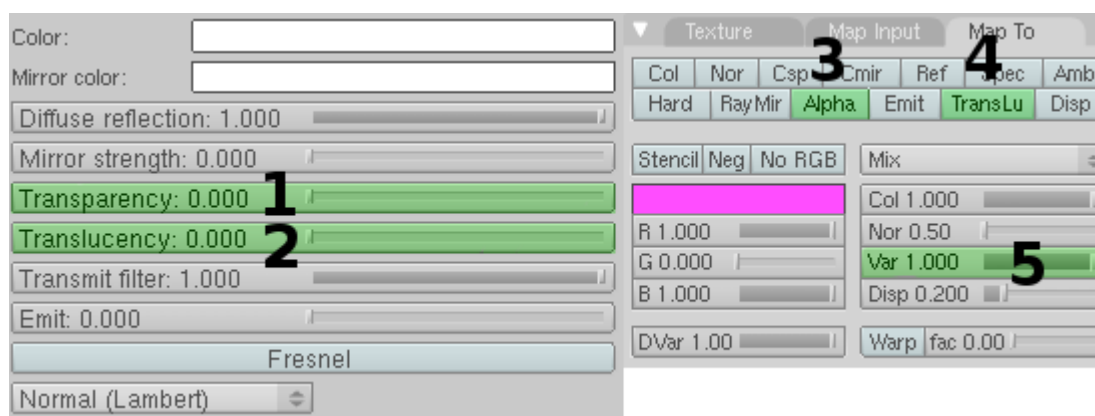 Color:
Mirror color:
Diffuse reflection: 1.000
Mirror strength: 0.000
Transparency: 0.000 1
Translucency: 0.000 2
Transmit filter: 1.000
Emit: 0.000
Fresnel
Normal (Lambert)
Texture Map Input Map To
3 4
Col Nor Csp Cmir Ref Spec Amb
Hard RayMir Alpha Emit TransLu Disp
Stencil Neg No RGB Mix
Col 1.000
R 1.000 Nor 0.50
G 0.000 Var 1.000 5
B 1.000 Disp 0.200
DVar 1.00 Warp fac 0.00